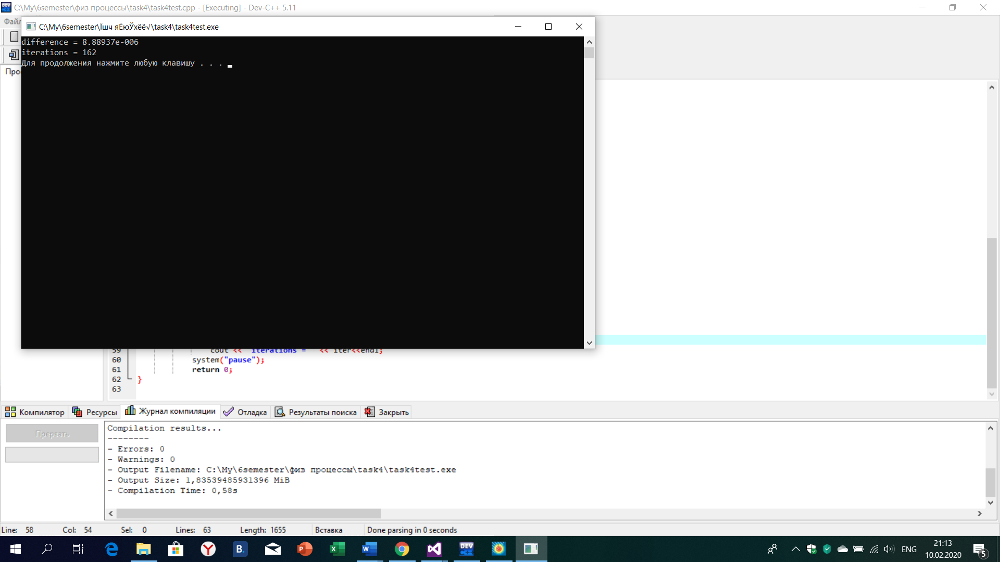 C:\My\6semester\физ процессы\task4\task4test.cpp - [Executing] - Dev-C++ 5.11
C:\My\6semester\Їшч яЁюЎхёё√\task4\task4test.exe
difference = 8.88937e-006
iterations = 162
Для продолжения нажмите любую клавишу . . .
59 cout << "iterations = " << iter<<endl;
60 system("pause");
61 return 0;
62 }
63
Компилятор Ресурсы Журнал компиляции Отладка Результаты поиска Закрыть
Прервать
Compilation results...
--------
- Errors: 0
- Warnings: 0
- Output Filename: C:\My\6semester\физ процессы\task4\task4test.exe
- Output Size: 1,83539485931396 MiB
- Compilation Time: 0,58s
Line: 58 Col: 54 Sel: 0 Lines: 63 Length: 1655 Вставка Done parsing in 0 seconds
ENG
21:13
10.02.2020
5